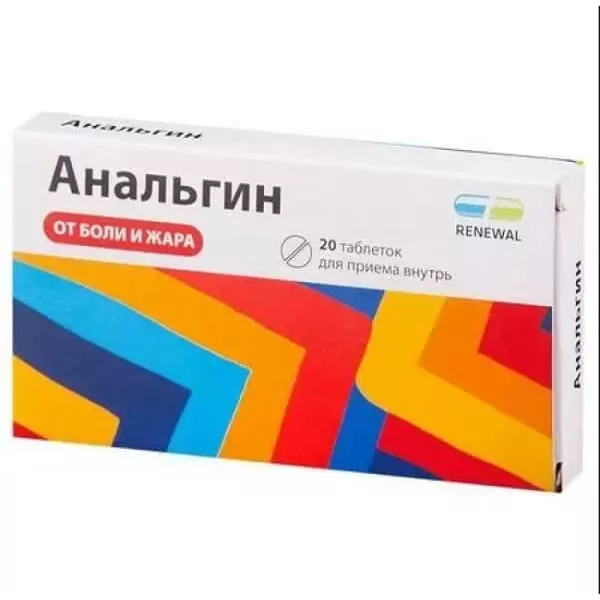 Анальгин
Анальгин
ОТ БОЛИ И ЖАРА
20 таблеток
для приема внутрь
RENEWAL
Анальгин